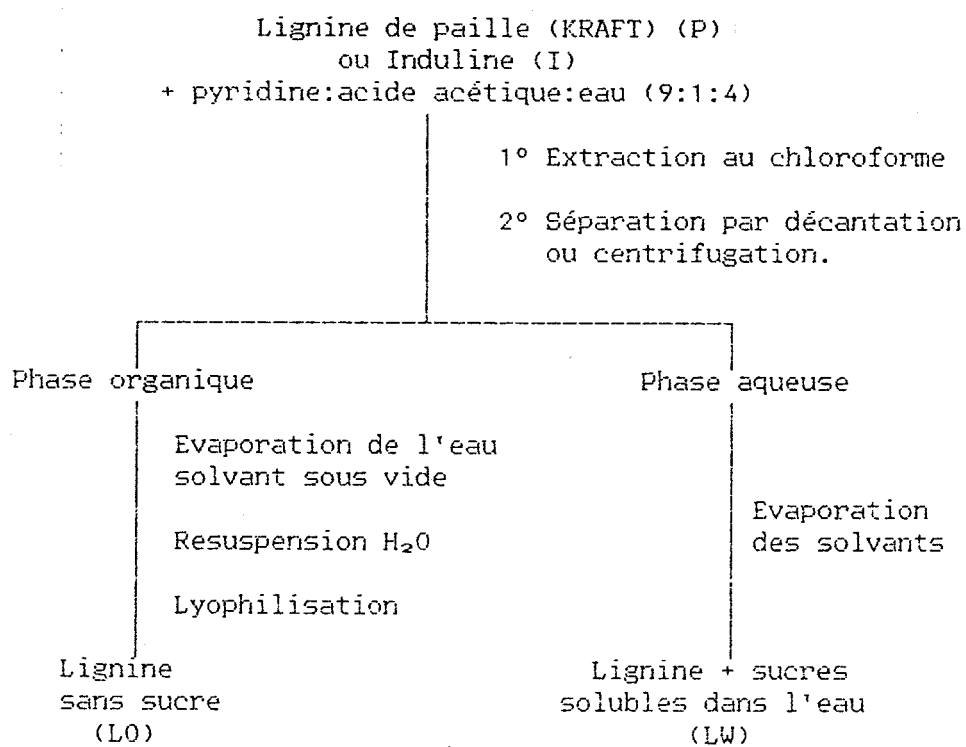 Lignine de paille (KRAFT) (P)
ou Induline (I)
+ pyridine:acide acétique:eau (9:1:4)
1° Extraction au chloroforme
2° Séparation par décantation
ou centrifugation.
Phase organique
Phase aqueuse
Evaporation de l'eau
solvant sous vide
Resuspension H₂O
Lyophilisation
Evaporation
des solvants
Lignine
sans sucre
(LO)
Lignine + sucres
solubles dans l'eau
(LW)